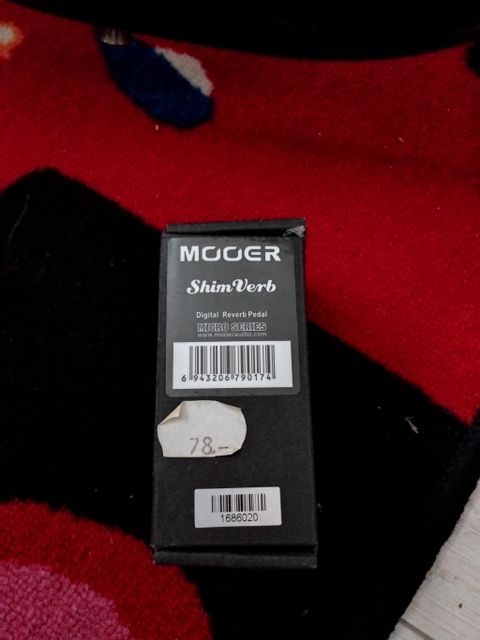 MOOER
ShimVerb
Digital Reverb Pedal
MICRO SERIES
www.mooeraudio.com
6 943206 790174
78.-
1686020